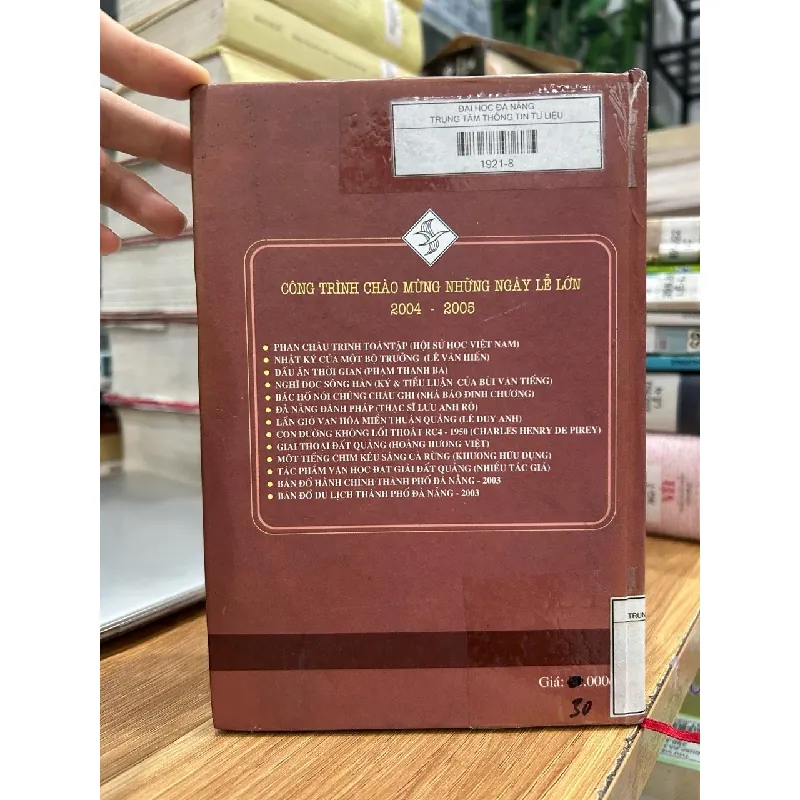 ĐẠI HỌC ĐÀ NẴNG
TRUNG TÂM THÔNG TIN TƯ LIỆU
1921-8
CÔNG TRÌNH CHÀO MỪNG NHỮNG NGÀY LỄ LỚN
2004 - 2005
• PHAN CHÂU TRINH TOÀN TẬP (HỘI SỬ HỌC VIỆT NAM)
• NHẬT KÝ CỦA MỘT BỘ TRƯỞNG (LÊ VĂN HIẾN)
• DẤU ẤN THỜI GIAN (PHẠM THANH BA)
• NGHĨ DỌC SÔNG HÀN (KÝ & TIỂU LUẬN CỦA BÙI VĂN TIẾNG)
• BÁC HỒ NÓI CHÚNG CHÁU GHI (NHÀ BÁO ĐINH CHƯƠNG)
• ĐÀ NẴNG ĐÁNH PHÁP (THẠC SĨ LƯU ANH RÔ)
• LẦN GIỞ VĂN HÓA MIỀN THUẬN QUẢNG (LÊ DUY ANH)
• CON ĐƯỜNG KHÔNG LỐI THOÁT RC4 - 1950 (CHARLES HENRY DE PIREY)
• GIAI THOẠI ĐẤT QUẢNG (HOÀNG HƯƠNG VIỆT)
• MỘT TIẾNG CHIM KÊU SÁNG CẢ RỪNG (KHƯƠNG HỮU DỤNG)
• TÁC PHẨM VĂN HỌC ĐẠT GIẢI ĐẤT QUẢNG (NHIỀU TÁC GIẢ)
• BẢN ĐỒ HÀNH CHÍNH THÀNH PHỐ ĐÀ NẴNG - 2003
• BẢN ĐỒ DU LỊCH THÀNH PHỐ ĐÀ NẴNG - 2003
TRUN
Giá: .000
30